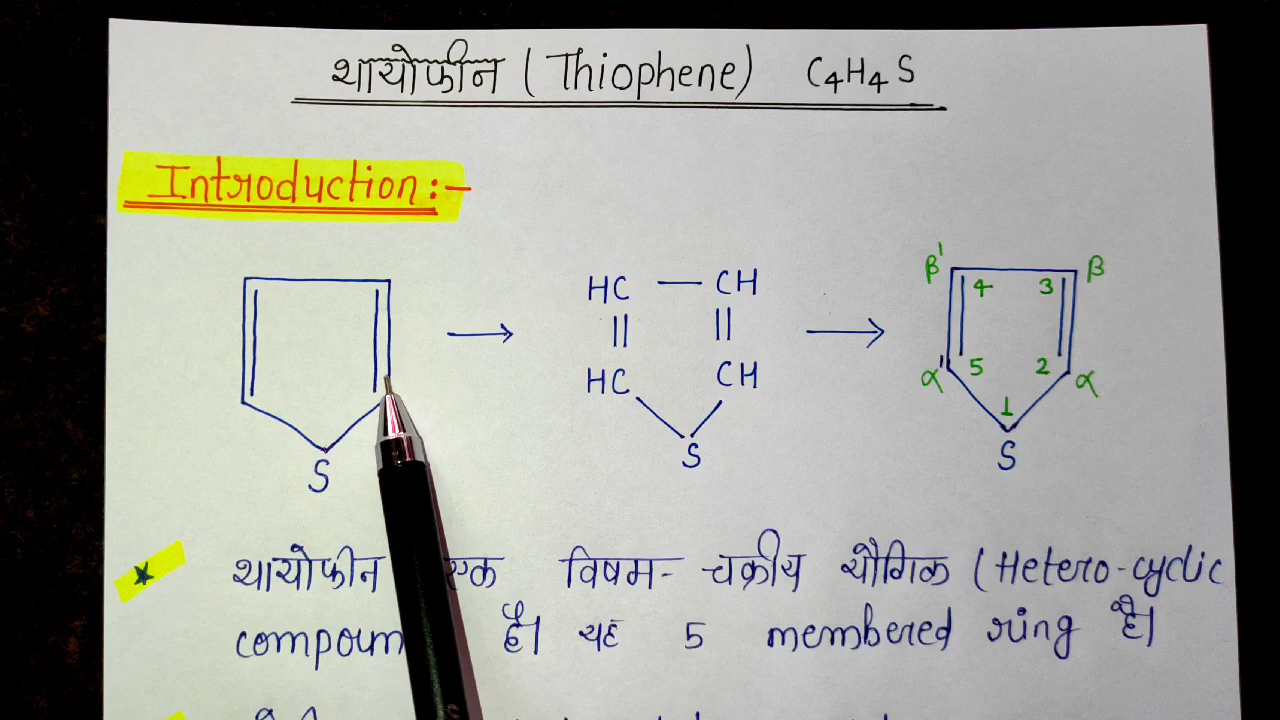 थायोफीन (Thiophene) C₄H₄S
Introduction:-
β' β
HC — CH
4 3
|| ||
HC CH
α' 5 2 α
1
S S S
थायोफीन एक विषम-चक्रीय यौगिक (Hetero-cyclic
है। यह 5 membered ring है।